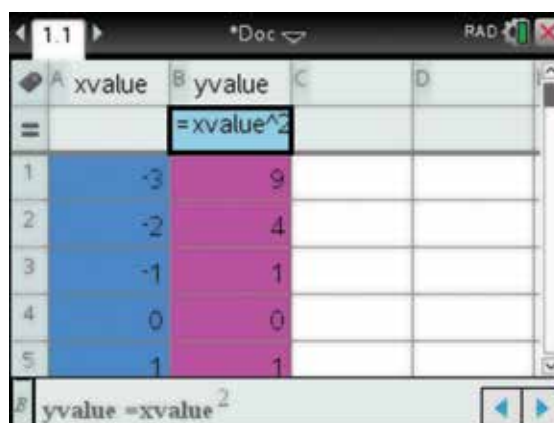 1.1 *Doc RAD
A xvalue B yvalue C D
= =xvalue^2
1 -3 9
2 -2 4
3 -1 1
4 0 0
5 1 1
B yvalue =xvalue 2